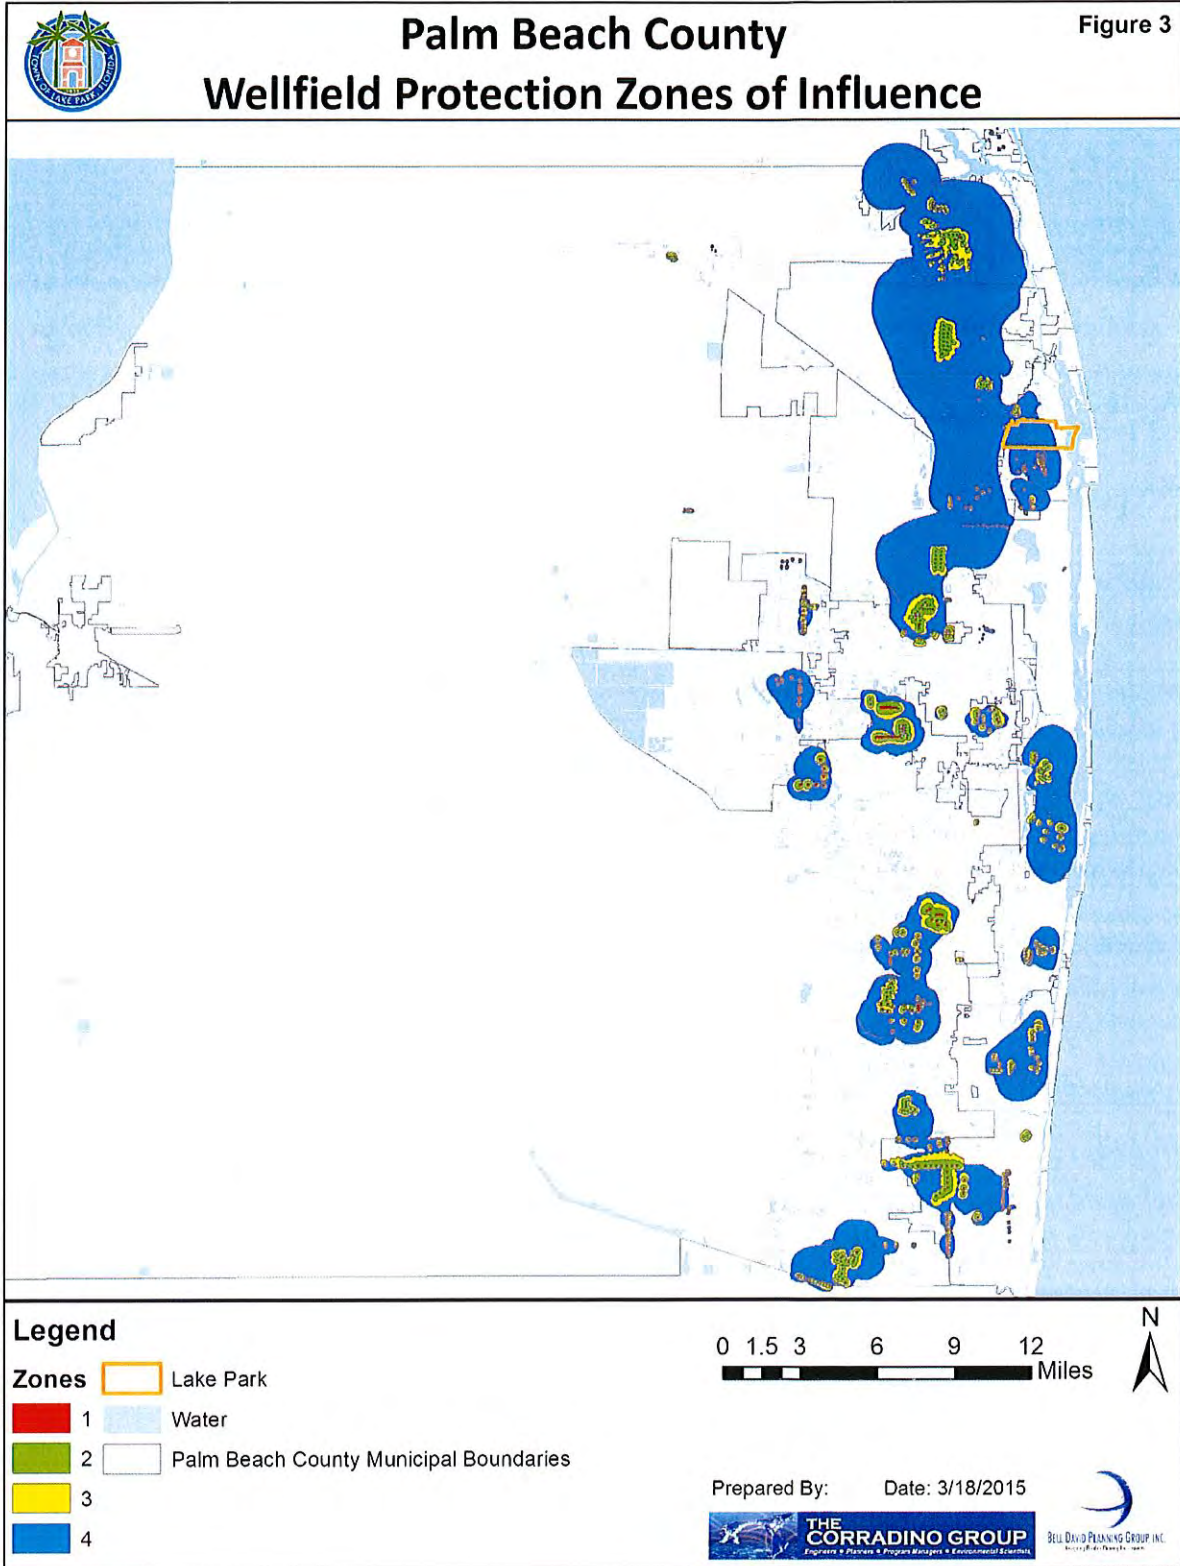 Palm Beach County
Wellfield Protection Zones of Influence
Figure 3
TOWN OF LAKE PARK, FLORIDA
Legend
Zones
1
2
3
4
Lake Park
Water
Palm Beach County Municipal Boundaries
0 1.5 3 6 9 12
Miles
N
Prepared By: Date: 3/18/2015
THE
CORRADINO GROUP
Engineers • Planners • Program Managers • Environmental Scientists
BELL DAVID PLANNING GROUP, INC.